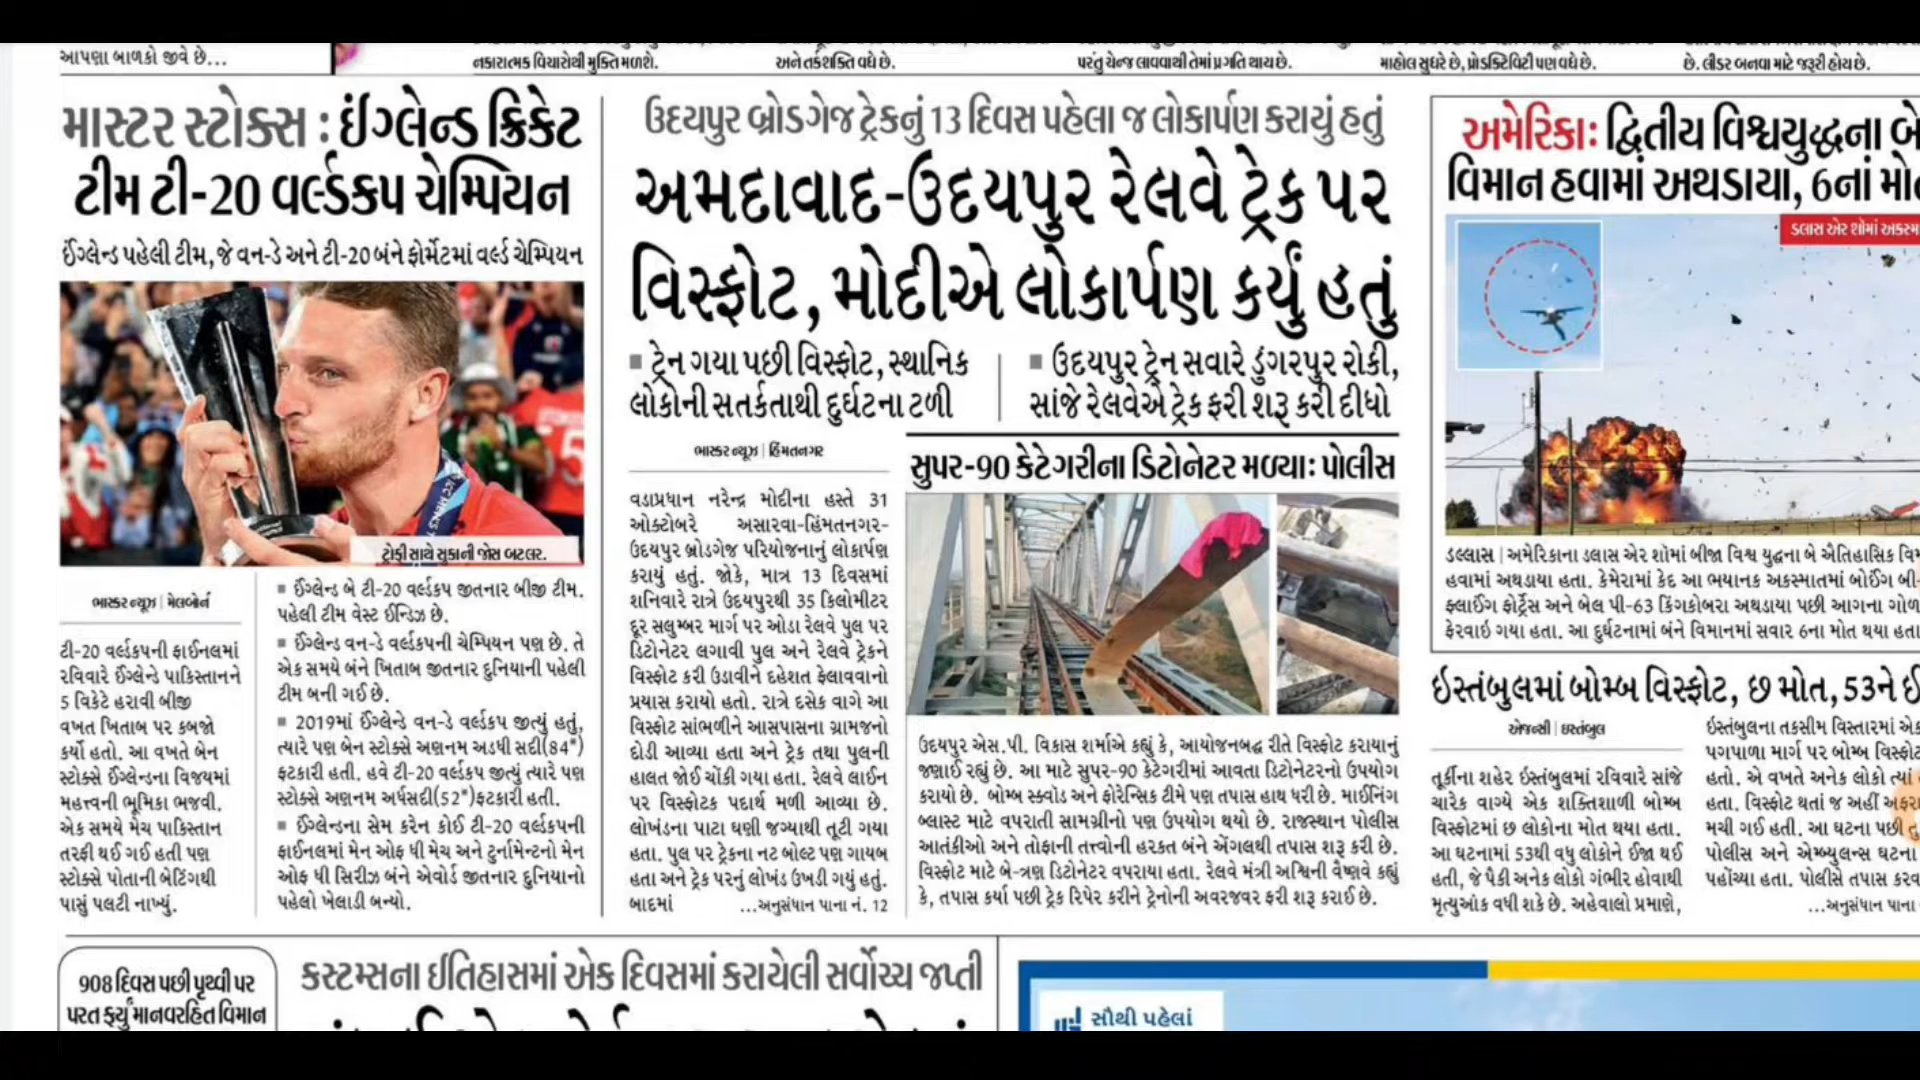 આપણા બાળકો જીવે છે...
નકારાત્મક વિચારોથી મુક્તિ મળશે.
અને તર્કશક્તિ વધે છે.
પરંતુ ચેન્જ લાવવાથી તેમાં પ્રગતિ થાય છે.
માહોલ સુધરે છે, પ્રોડક્ટિવિટી પણ વધે છે.
છે. લીડર બનવા માટે જરૂરી હોય છે.
માસ્ટર સ્ટોક્સ : ઈંગ્લેન્ડ ક્રિકેટ
ટીમ ટી-20 વર્લ્ડકપ ચેમ્પિયન
ઈંગ્લેન્ડ પહેલી ટીમ, જે વન-ડે અને ટી-20 બંને ફોર્મેટમાં વર્લ્ડ ચેમ્પિયન
ટ્રોફી સાથે સુકાની જોસ બટલર.
ભાસ્કર ન્યૂઝ | મેલબોર્ન
ટી-20 વર્લ્ડકપની ફાઈનલમાં
રવિવારે ઈંગ્લેન્ડે પાકિસ્તાનને
5 વિકેટે હરાવી બીજી
વખત ખિતાબ પર કબજો
કર્યો હતો. આ વખતે બેન
સ્ટોક્સે ઈંગ્લેન્ડના વિજયમાં
મહત્ત્વની ભૂમિકા ભજવી.
એક સમયે મેચ પાકિસ્તાન
તરફી થઈ ગઈ હતી પણ
સ્ટોક્સે પોતાની બેટિંગથી
પાસું પલટી નાખ્યું.
■ ઈંગ્લેન્ડ બે ટી-20 વર્લ્ડકપ જીતનાર બીજી ટીમ.
પહેલી ટીમ વેસ્ટ ઈન્ડિઝ છે.
■ ઈંગ્લેન્ડ વન-ડે વર્લ્ડકપની ચેમ્પિયન પણ છે. તે
એક સમયે બંને ખિતાબ જીતનાર દુનિયાની પહેલી
ટીમ બની ગઈ છે.
■ 2019માં ઈંગ્લેન્ડે વન-ડે વર્લ્ડકપ જીત્યું હતું,
ત્યારે પણ બેન સ્ટોક્સે અણનમ અડધી સદી(84*)
ફટકારી હતી. હવે ટી-20 વર્લ્ડકપ જીત્યું ત્યારે પણ
સ્ટોક્સે અણનમ અર્ધસદી(52*)ફટકારી હતી.
■ ઈંગ્લેન્ડના સેમ કરેન કોઈ ટી-20 વર્લ્ડકપની
ફાઈનલમાં મેન ઓફ ધી મેચ અને ટુર્નામેન્ટનો મેન
ઓફ ધી સિરીઝ બંને એવોર્ડ જીતનાર દુનિયાનો
પહેલો ખેલાડી બન્યો.
ઉદયપુર બ્રોડગેજ ટ્રેકનું 13 દિવસ પહેલા જ લોકાર્પણ કરાયું હતું
અમદાવાદ-ઉદયપુર રેલવે ટ્રેક પર
વિસ્ફોટ, મોદીએ લોકાર્પણ કર્યું હતું
■ ટ્રેન ગયા પછી વિસ્ફોટ, સ્થાનિક
લોકોની સતર્કતાથી દુર્ઘટના ટળી
■ ઉદયપુર ટ્રેન સવારે ડુંગરપુર રોકી,
સાંજે રેલવેએ ટ્રેક ફરી શરૂ કરી દીધો
ભાસ્કર ન્યૂઝ | હિંમતનગર
વડાપ્રધાન નરેન્દ્ર મોદીના હસ્તે 31
ઓક્ટોબરે અસારવા-હિંમતનગર-
ઉદયપુર બ્રોડગેજ પરિયોજનાનું લોકાર્પણ
કરાયું હતું. જોકે, માત્ર 13 દિવસમાં
શનિવારે રાત્રે ઉદયપુરથી 35 કિલોમીટર
દૂર સલુમ્બર માર્ગ પર ઓડા રેલવે પુલ પર
ડિટોનેટર લગાવી પુલ અને રેલવે ટ્રેકને
વિસ્ફોટ કરી ઉડાવીને દહેશત ફેલાવવાનો
પ્રયાસ કરાયો હતો. રાત્રે દસેક વાગે આ
વિસ્ફોટ સાંભળીને આસપાસના ગ્રામજનો
દોડી આવ્યા હતા અને ટ્રેક તથા પુલની
હાલત જોઈ ચોંકી ગયા હતા. રેલવે લાઈન
પર વિસ્ફોટક પદાર્થ મળી આવ્યા છે.
લોખંડના પાટા ઘણી જગ્યાથી તૂટી ગયા
હતા. પુલ પર ટ્રેકના નટ બોલ્ટ પણ ગાયબ
હતા અને ટ્રેક પરનું લોખંડ ઉખડી ગયું હતું.
બાદમાં ...અનુસંધાન પાના નં. 12
સુપર-90 કેટેગરીના ડિટોનેટર મળ્યા: પોલીસ
ઉદયપુર એસ.પી. વિકાસ શર્માએ કહ્યું કે, આયોજનબદ્ધ રીતે વિસ્ફોટ કરાયાનું
જણાઈ રહ્યું છે. આ માટે સુપર-90 કેટેગરીમાં આવતા ડિટોનેટરનો ઉપયોગ
કરાયો છે. બોમ્બ સ્ક્વૉડ અને ફોરેન્સિક ટીમે પણ તપાસ હાથ ધરી છે. માઈનિંગ
બ્લાસ્ટ માટે વપરાતી સામગ્રીનો પણ ઉપયોગ થયો છે. રાજસ્થાન પોલીસ
આતંકીઓ અને તોફાની તત્ત્વોની હરકત બંને એંગલથી તપાસ શરૂ કરી છે.
વિસ્ફોટ માટે બે-ત્રણ ડિટોનેટર વપરાયા હતા. રેલવે મંત્રી અશ્વિની વૈષ્ણવે કહ્યું
કે, તપાસ કર્યા પછી ટ્રેક રિપેર કરીને ટ્રેનોની અવરજવર ફરી શરૂ કરાઈ છે.
અમેરિકા: દ્વિતીય વિશ્વયુદ્ધના બે
વિમાન હવામાં અથડાયા, 6નાં મો
ડલાસ એર શોમાં અકસ્મા
ડલ્લાસ | અમેરિકાના ડલાસ એર શોમાં બીજા વિશ્વ યુદ્ધના બે ઐતિહાસિક વિમ
હવામાં અથડાયા હતા. કેમેરામાં કેદ આ ભયાનક અકસ્માતમાં બોઈંગ બી-
ફ્લાઈંગ ફોર્ટ્રેસ અને બેલ પી-63 કિંગકોબરા અથડાયા પછી આગના ગોળ
ફેરવાઇ ગયા હતા. આ દુર્ઘટનામાં બંને વિમાનમાં સવાર 6ના મોત થયા હતા
ઇસ્તંબુલમાં બોમ્બ વિસ્ફોટ, છ મોત, 53ને ઈ
એજન્સી | ઇસ્તંબુલ
તૂર્કીના શહેર ઇસ્તંબુલમાં રવિવારે સાંજે
ચારેક વાગ્યે એક શક્તિશાળી બોમ્બ
વિસ્ફોટમાં છ લોકોના મોત થયા હતા.
આ ઘટનામાં 53થી વધુ લોકોને ઈજા થઈ
હતી, જે પૈકી અનેક લોકો ગંભીર હોવાથી
મૃત્યુઆંક વધી શકે છે. અહેવાલો પ્રમાણે,
ઇસ્તંબુલના તકસીમ વિસ્તારમાં એક
પગપાળા માર્ગ પર બોમ્બ વિસ્ફોટ
હતો. એ વખતે અનેક લોકો ત્યાં
હતા. વિસ્ફોટ થતાં જ અહીં અફરા
મચી ગઈ હતી. આ ઘટના પછી તુ
પોલીસ અને એમ્બ્યુલન્સ ઘટના
પહોંચ્યા હતા. પોલીસે તપાસ કરવ
...અનુસંધાન પાના
908 દિવસ પછી પૃથ્વી પર
પરત ફર્યું માનવરહિત વિમાન
કસ્ટમ્સના ઈતિહાસમાં એક દિવસમાં કરાયેલી સર્વોચ્ચ જપ્તી
સૌથી પહેલાં